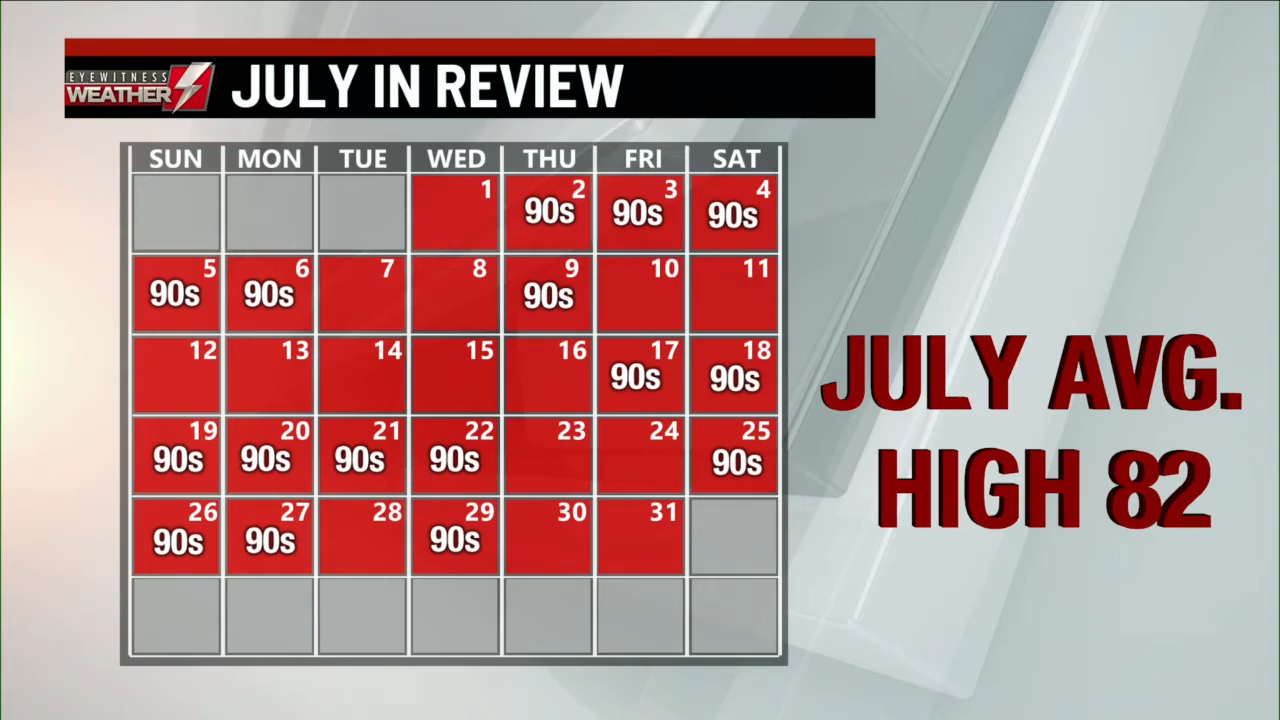 EYEWITNESS
WEATHER
JULY IN REVIEW
SUN MON TUE WED THU FRI SAT
1 2 3 4
90s 90s 90s
5 6 7 8 9 10 11
90s 90s 90s
12 13 14 15 16 17 18
90s 90s
19 20 21 22 23 24 25
90s 90s 90s 90s 90s
26 27 28 29 30 31
90s 90s 90s
JULY AVG.
HIGH 82